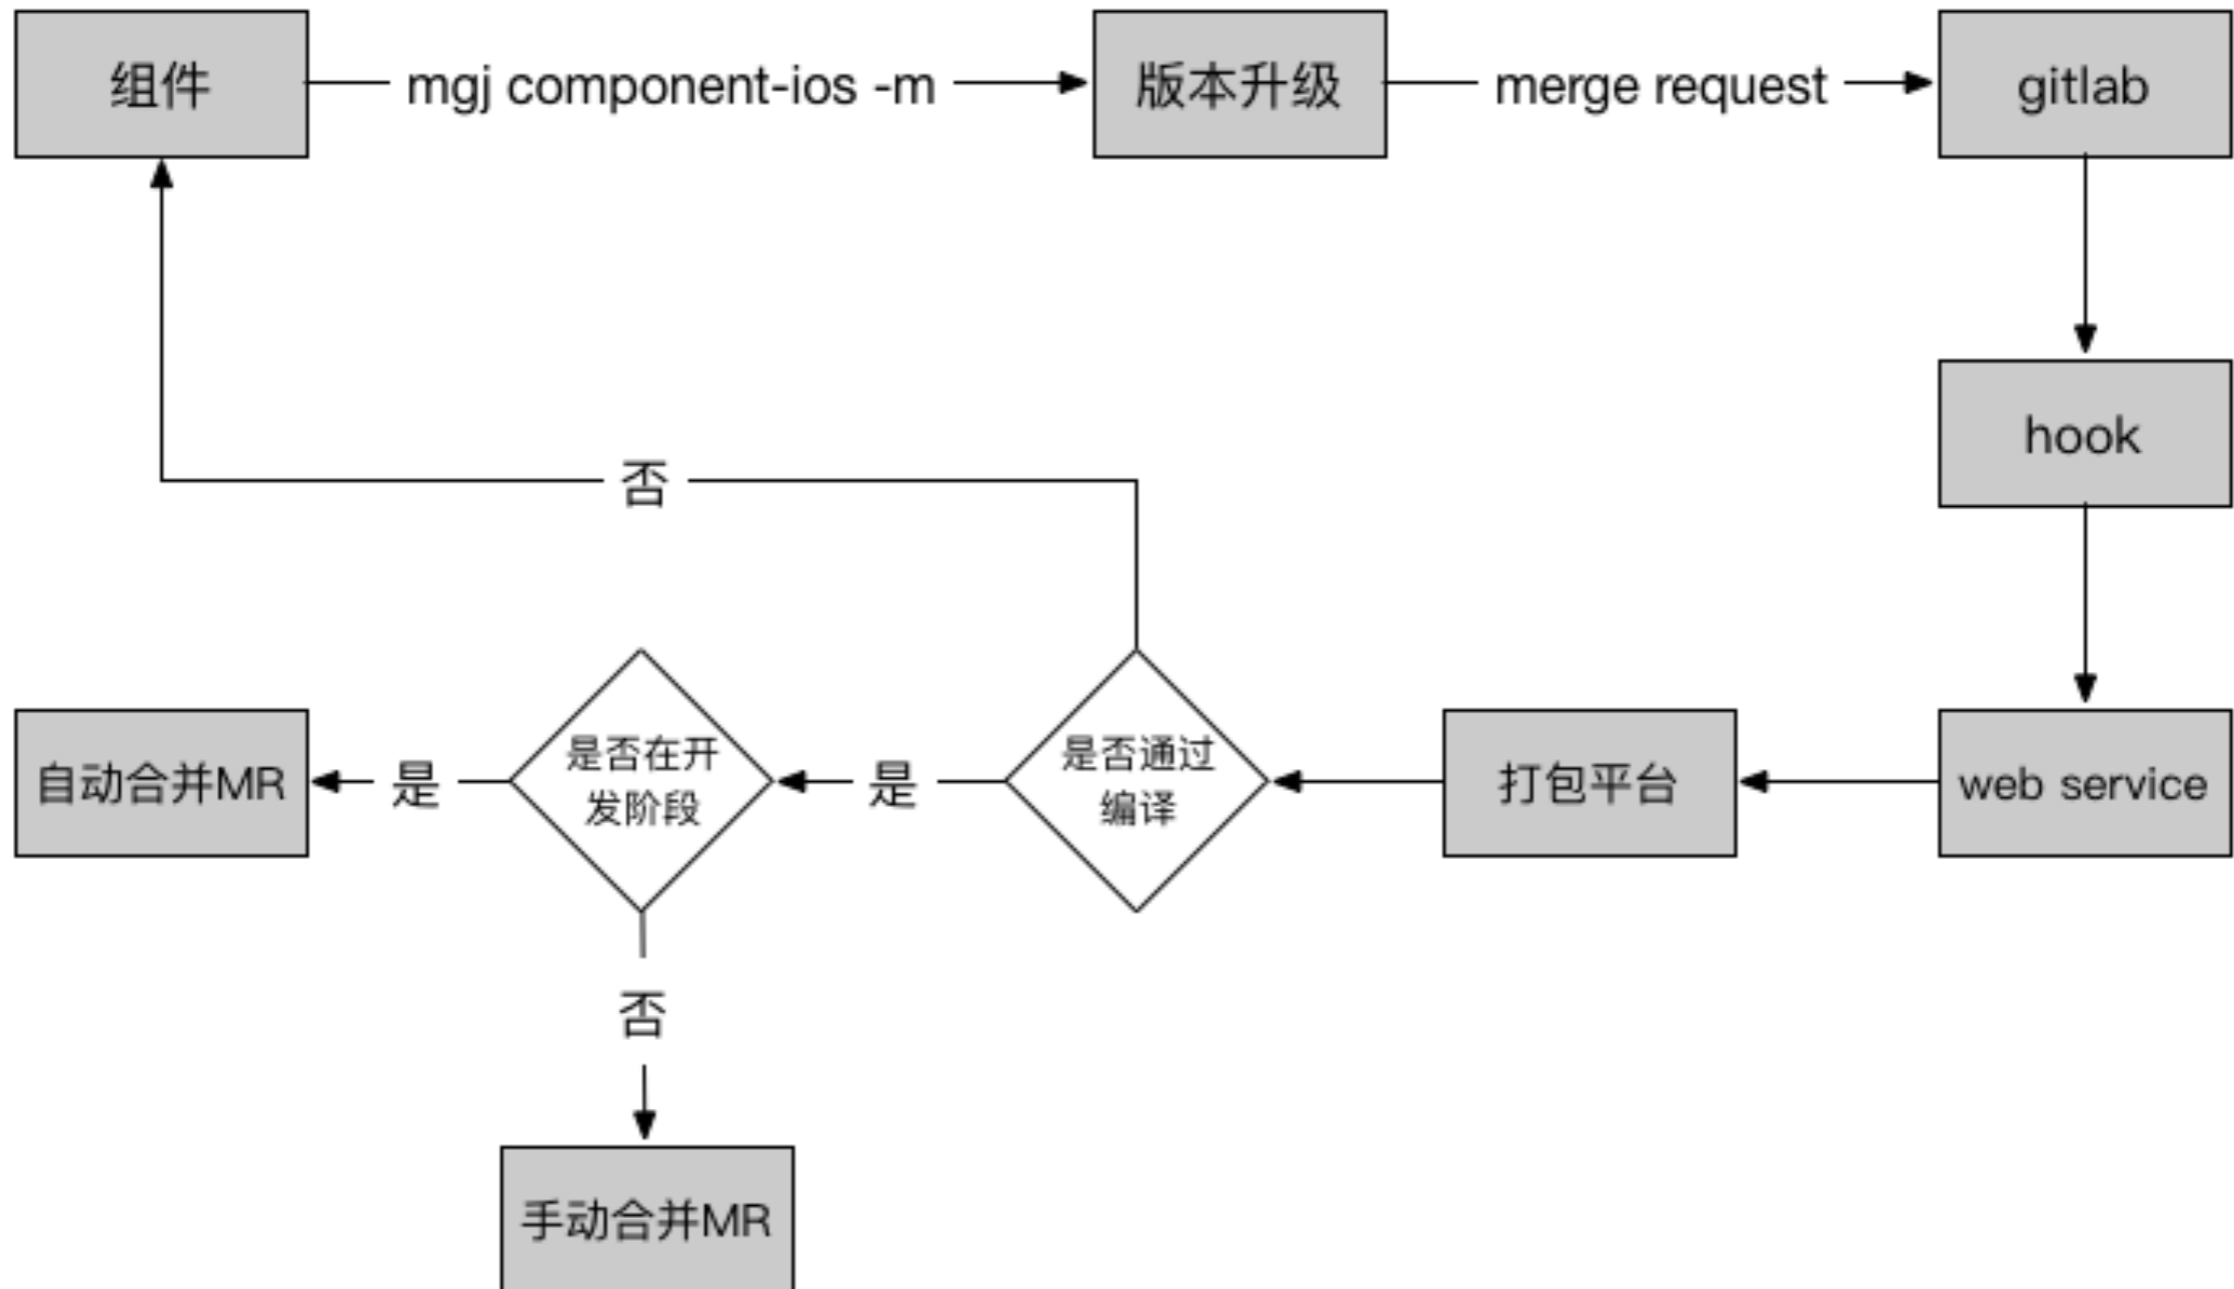 组件
mgj component-ios -m
版本升级
merge request
gitlab
hook
否
自动合并MR
是
是否在开
发阶段
是
是否通过
编译
打包平台
web service
否
手动合并MR